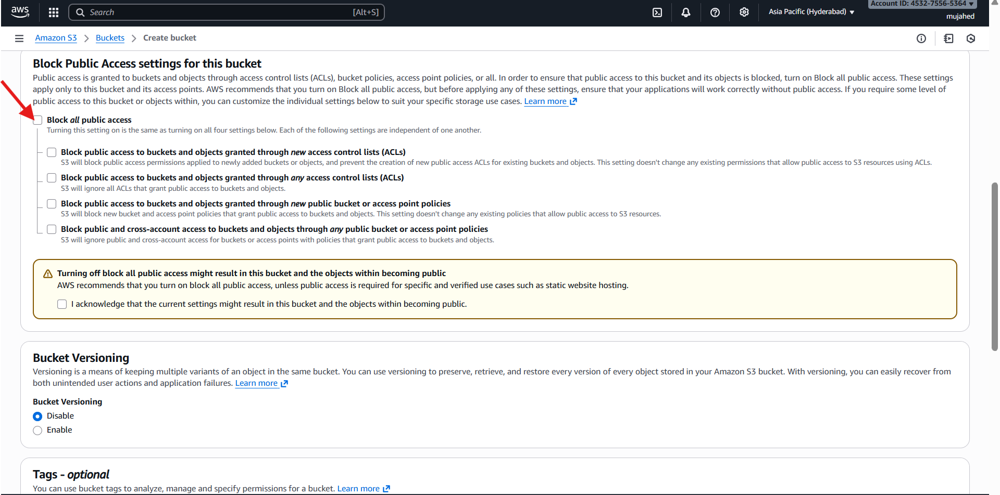 aws
Search
[Alt+S]
Asia Pacific (Hyderabad)
Account ID: 4532-7556-5364
mujahed
Amazon S3
Buckets
Create bucket
Block Public Access settings for this bucket
Public access is granted to buckets and objects through access control lists (ACLs), bucket policies, access point policies, or all. In order to ensure that public access to this bucket and its objects is blocked, turn on Block all public access. These settings
apply only to this bucket and its access points. AWS recommends that you turn on Block all public access, but before applying any of these settings, ensure that your applications will work correctly without public access. If you require some level of
public access to this bucket or objects within, you can customize the individual settings below to suit your specific storage use cases. Learn more
Block all public access
Turning this setting on is the same as turning on all four settings below. Each of the following settings are independent of one another.
Block public access to buckets and objects granted through new access control lists (ACLs)
S3 will block public access permissions applied to newly added buckets or objects, and prevent the creation of new public access ACLs for existing buckets and objects. This setting doesn't change any existing permissions that allow public access to S3 resources using ACLs.
Block public access to buckets and objects granted through any access control lists (ACLs)
S3 will ignore all ACLs that grant public access to buckets and objects.
Block public access to buckets and objects granted through new public bucket or access point policies
S3 will block new bucket and access point policies that grant public access to buckets and objects. This setting doesn't change any existing policies that allow public access to S3 resources.
Block public and cross-account access to buckets and objects through any public bucket or access point policies
S3 will ignore public and cross-account access for buckets or access points with policies that grant public access to buckets and objects.
Turning off block all public access might result in this bucket and the objects within becoming public
AWS recommends that you turn on block all public access, unless public access is required for specific and verified use cases such as static website hosting.
I acknowledge that the current settings might result in this bucket and the objects within becoming public.
Bucket Versioning
Versioning is a means of keeping multiple variants of an object in the same bucket. You can use versioning to preserve, retrieve, and restore every version of every object stored in your Amazon S3 bucket. With versioning, you can easily recover from
both unintended user actions and application failures. Learn more
Bucket Versioning
Disable
Enable
Tags - optional
You can use bucket tags to analyze, manage and specify permissions for a bucket. Learn more